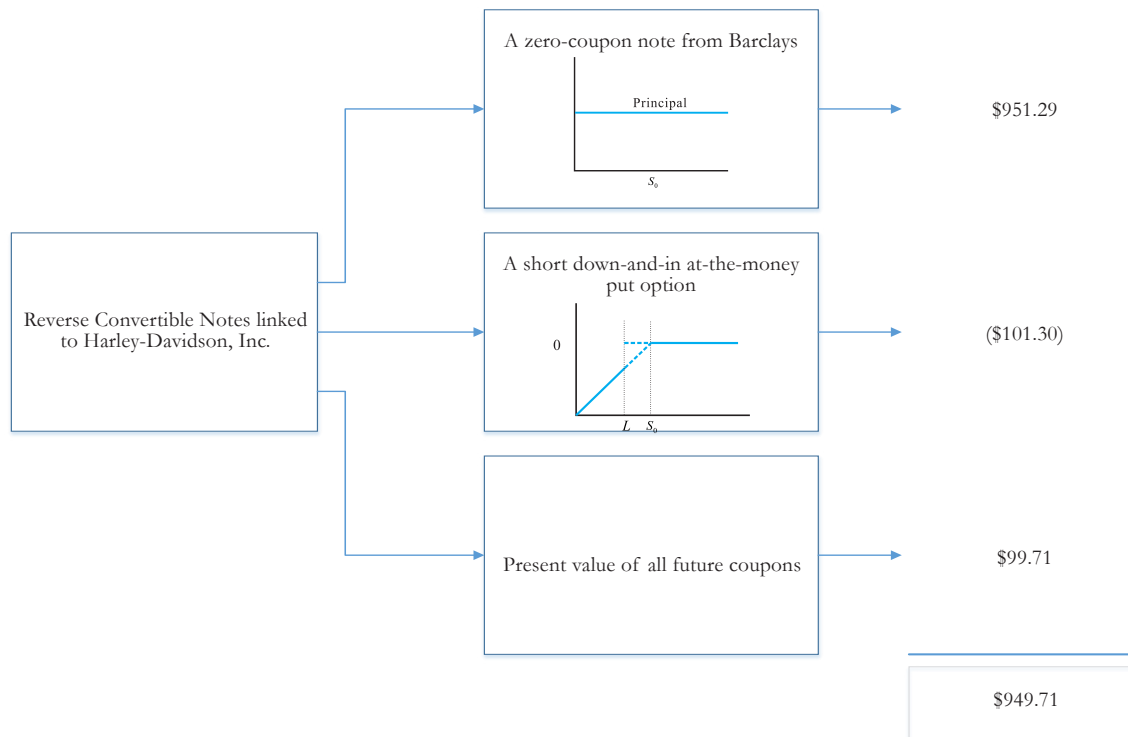 A zero-coupon note from Barclays
Principal
S₀
$951.29
Reverse Convertible Notes linked
to Harley-Davidson, Inc.
A short down-and-in at-the-money
put option
0
L S₀
($101.30)
Present value of all future coupons
$99.71
$949.71